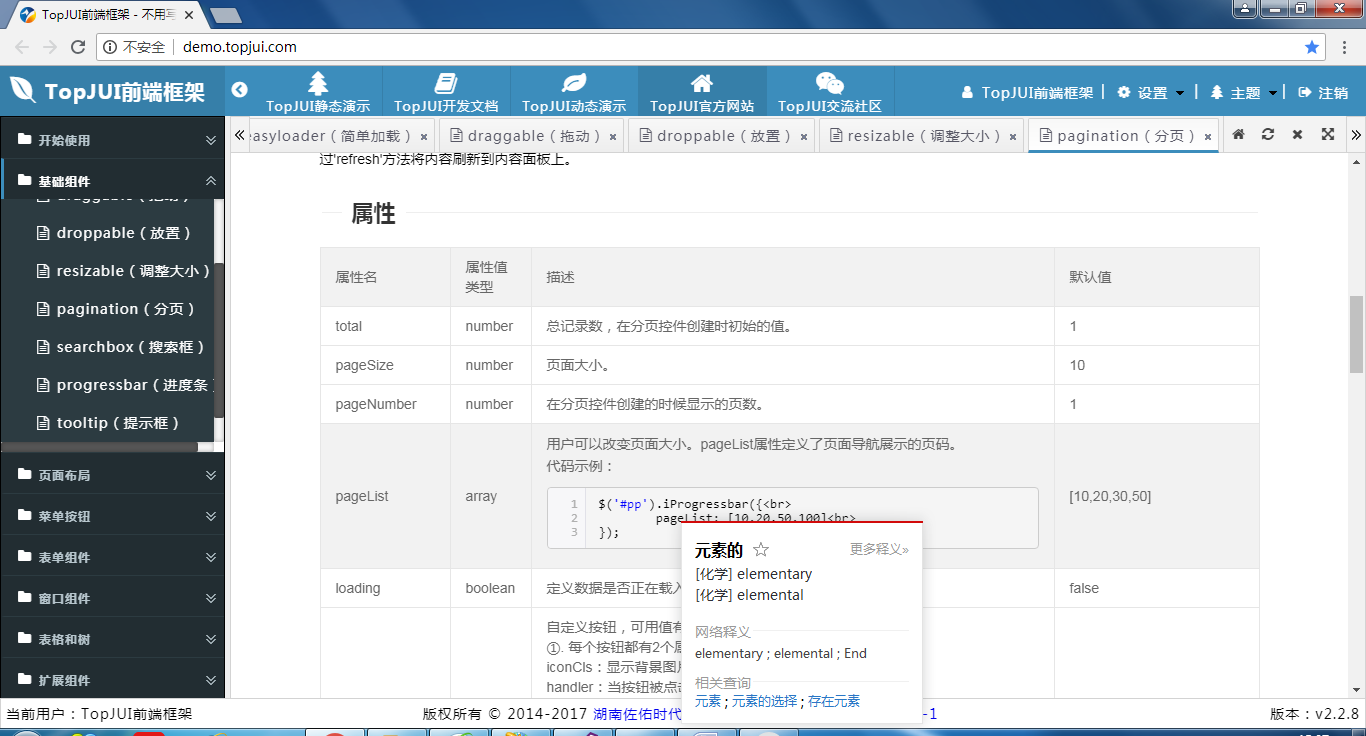 TopJUI前端框架 - 不用写
不安全 demo.topjui.com
TopJUI前端框架 TopJUI静态演示 TopJUI开发文档 TopJUI动态演示 TopJUI官方网站 TopJUI交流社区 TopJUI前端框架 | 设置 | 主题 | 注销
easyloader（简单加载） × draggable（拖动） × droppable（放置） × resizable（调整大小） × pagination（分页） ×
开始使用
基础组件
draggable（拖动）
droppable（放置）
resizable（调整大小）
pagination（分页）
searchbox（搜索框）
progressbar（进度条
tooltip（提示框）
页面布局
菜单按钮
表单组件
窗口组件
表格和树
扩展组件
过'refresh'方法将内容刷新到内容面板上。
属性
属性名 属性值类型 描述 默认值
total number 总记录数，在分页控件创建时初始的值。 1
pageSize number 页面大小。 10
pageNumber number 在分页控件创建的时候显示的页数。 1
用户可以改变页面大小。pageList属性定义了页面导航展示的页码。
代码示例：
pageList array [10,20,30,50]
1 $('#pp').iProgressbar({<br>
2 pageList: [10,20,50,100]<br>
3 });
loading boolean 定义数据是否正在载入 false
自定义按钮，可用值有
①. 每个按钮都有2个属
iconCls：显示背景图片
handler：当按钮被点击
元素的 ☆ 更多释义»
[化学] elementary
[化学] elemental
网络释义
elementary ; elemental ; End
相关查询
元素 ; 元素的选择 ; 存在元素
当前用户：TopJUI前端框架 版权所有 © 2014-2017 湖南佐佑时代 -1 版本：v2.2.8